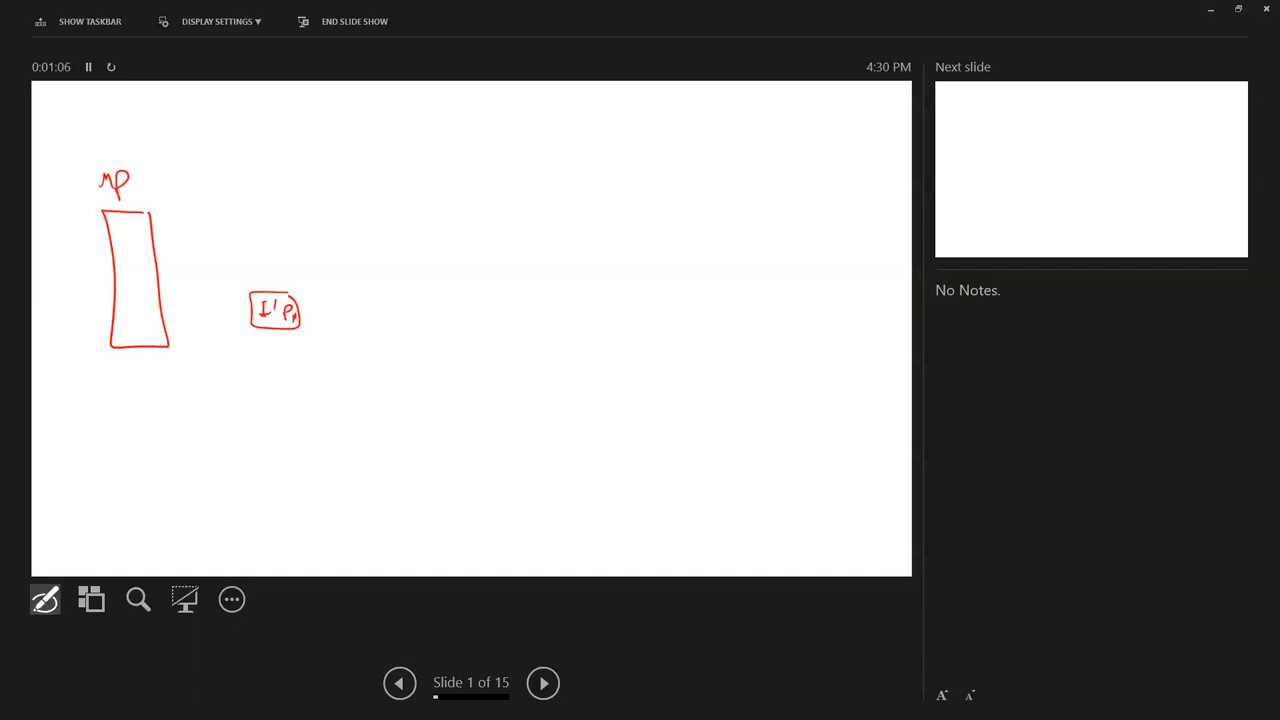 SHOW TASKBAR
DISPLAY SETTINGS ▼
END SLIDE SHOW
0:01:06
4:30 PM
Next slide
MP
No Notes.
Slide 1 of 15
A
A